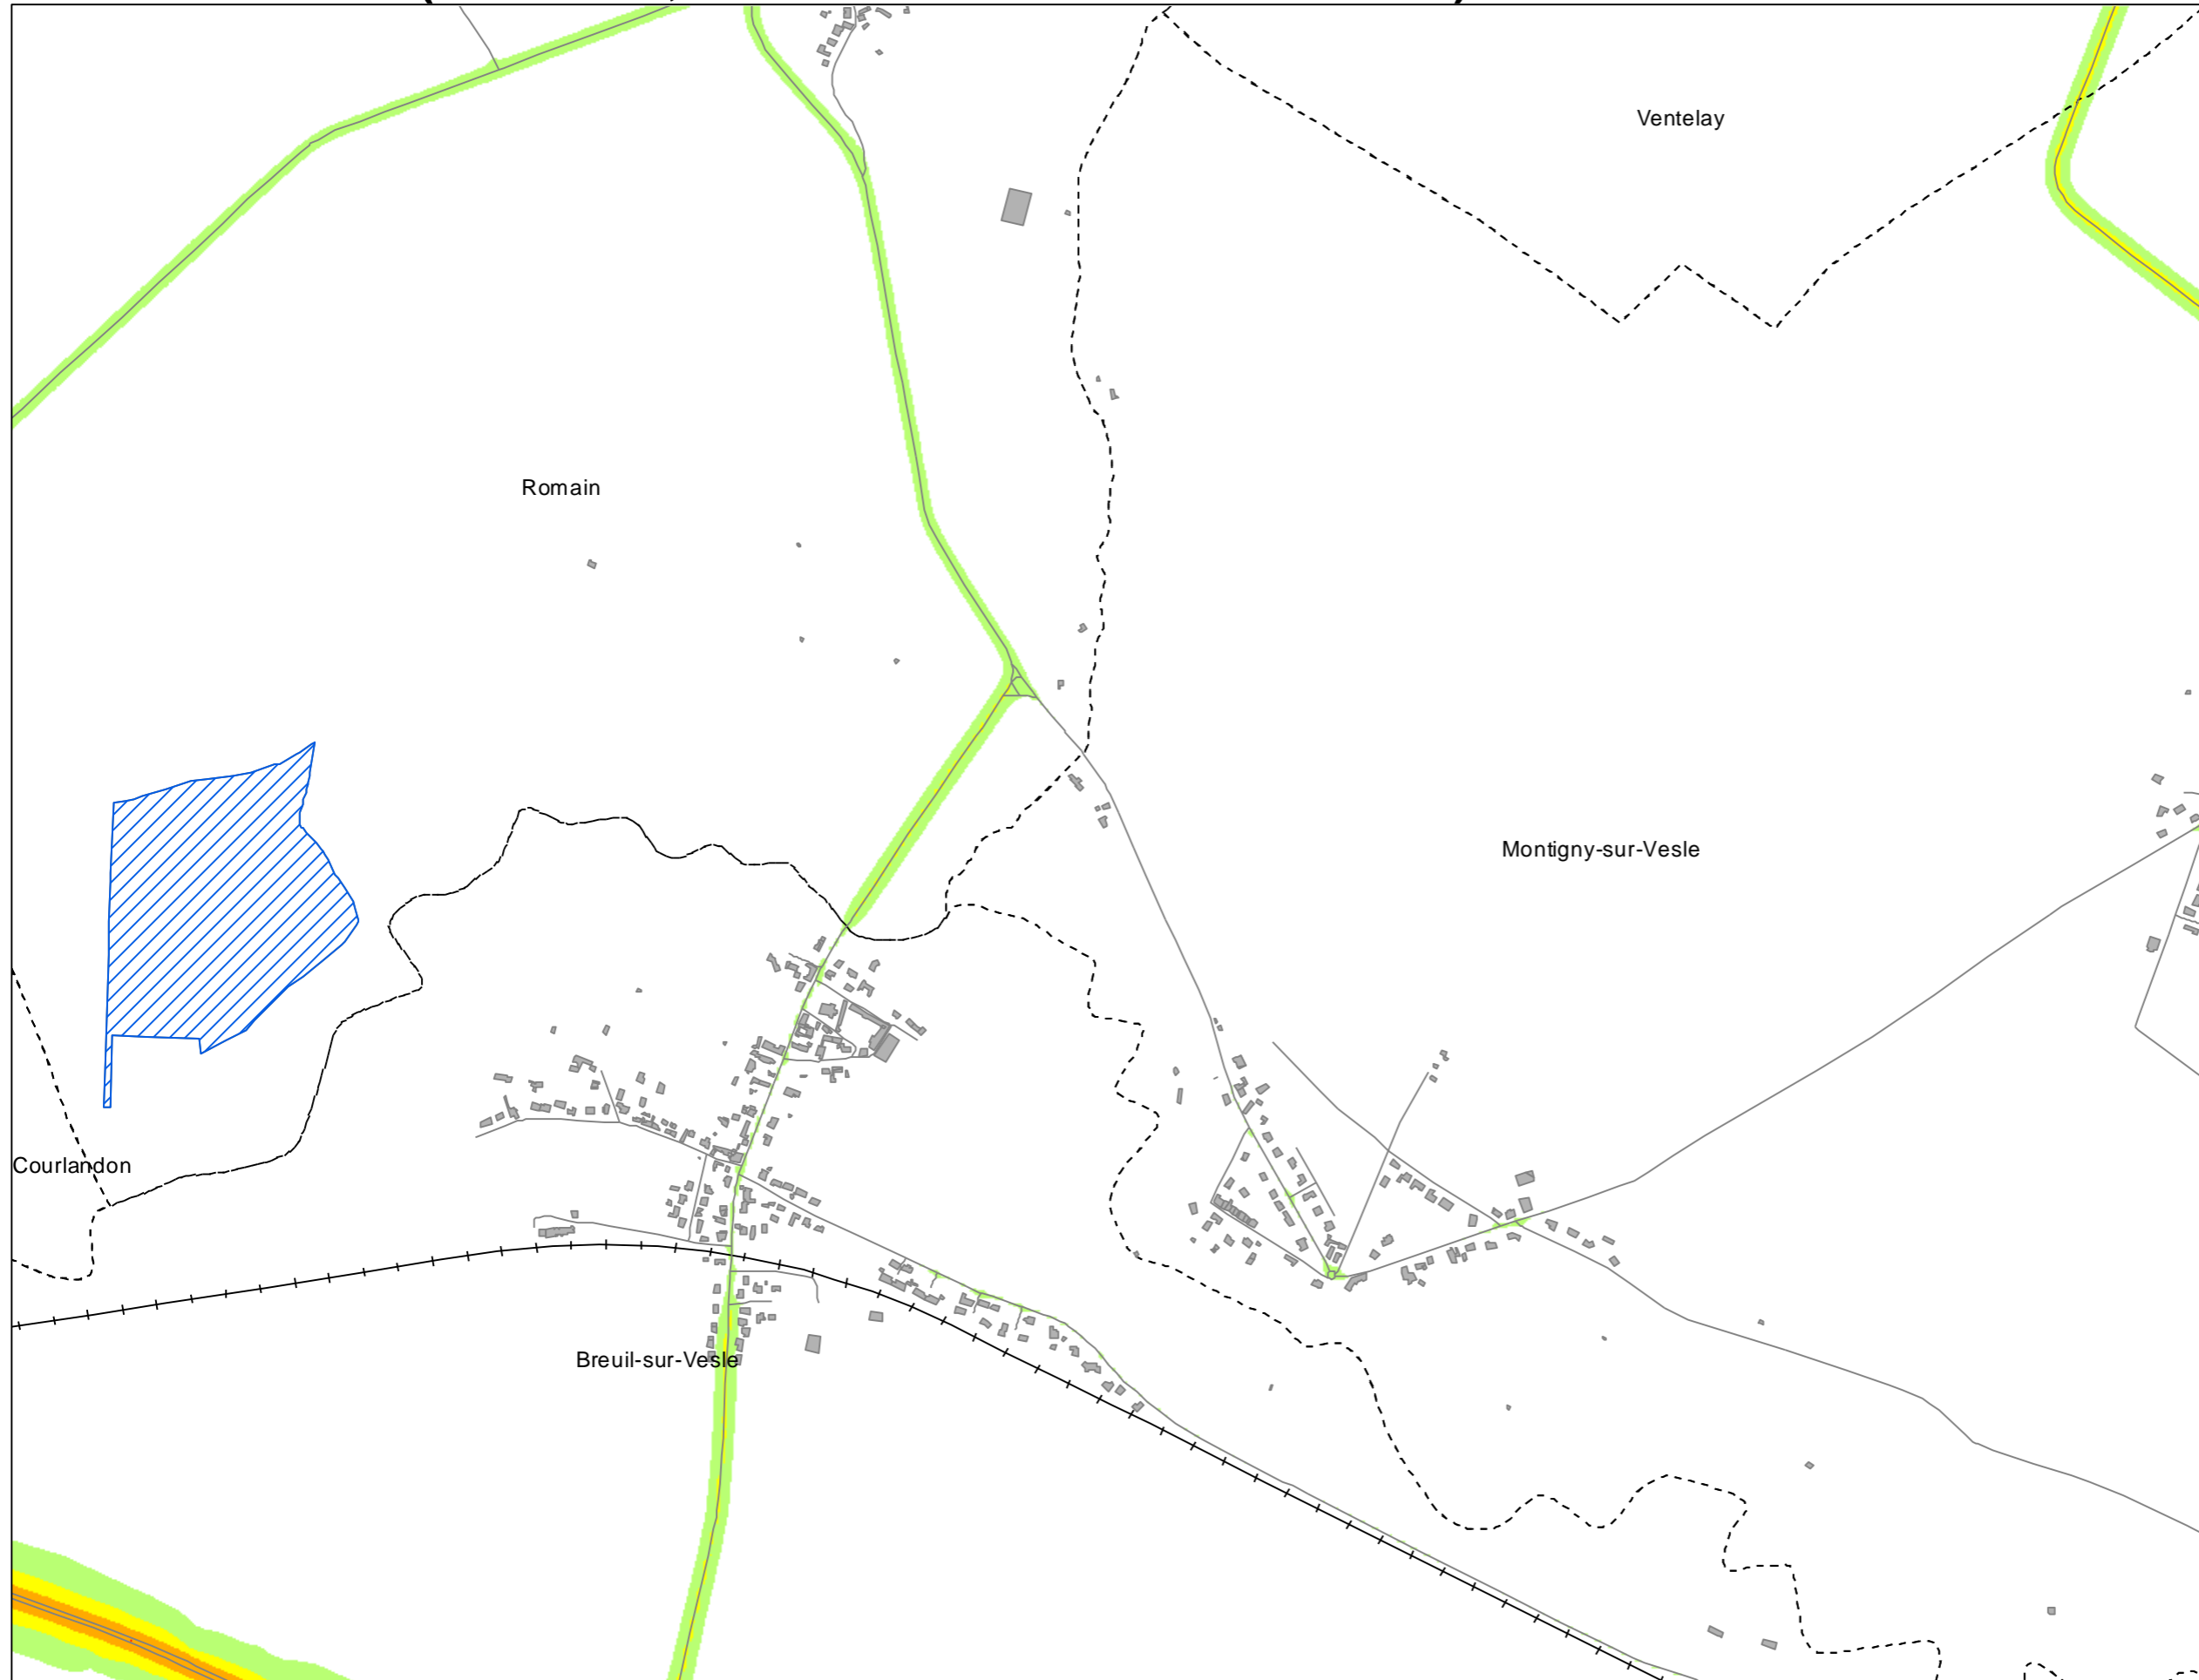 Ventelay
Romain
Montigny-sur-Vesle
Courlandon
Breuil-sur-Vesle